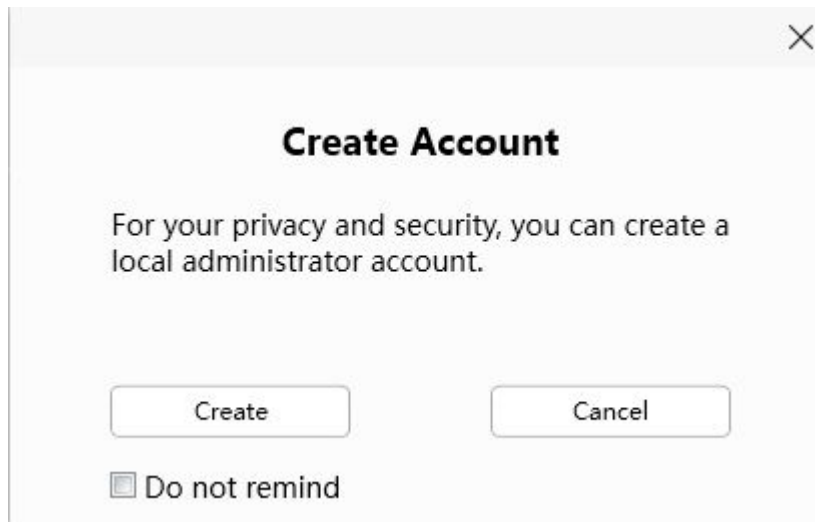 Create Account
For your privacy and security, you can create a
local administrator account.
Create
Cancel
Do not remind